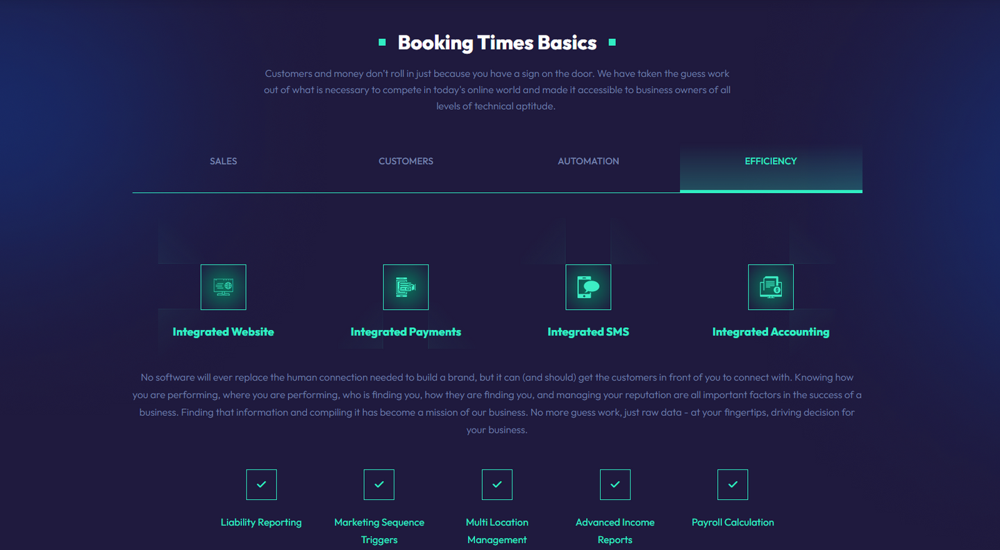 Booking Times Basics
Customers and money don't roll in just because you have a sign on the door. We have taken the guess work
out of what is necessary to compete in today's online world and made it accessible to business owners of all
levels of technical aptitude.
SALES
CUSTOMERS
AUTOMATION
EFFICIENCY
Integrated Website
Integrated Payments
Integrated SMS
Integrated Accounting
No software will ever replace the human connection needed to build a brand, but it can (and should) get the customers in front of you to connect with. Knowing how
you are performing, where you are performing, who is finding you, how they are finding you, and managing your reputation are all important factors in the success of a
business. Finding that information and compiling it has become a mission of our business. No more guess work, just raw data - at your fingertips, driving decision for
your business.
Liability Reporting
Marketing Sequence
Triggers
Multi Location
Management
Advanced Income
Reports
Payroll Calculation